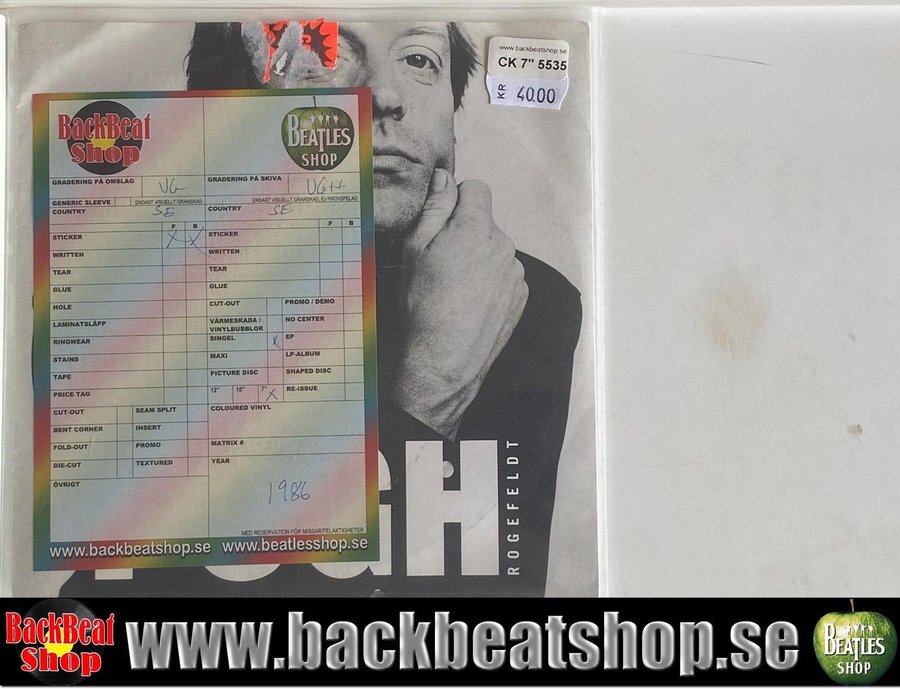 www.backbeatshop.se
CK 7" 5535
KR 40.00
BackBeat
Shop
BEATLES
SHOP
GRADERING PÅ OMSLAG VG
GRADERING PÅ SKIVA VG++
GENERIC SLEEVE ENDAST VISUELLT GRANSKAD
ENDAST VISUELLT GRANSKAD, EJ PROVSPELAD
COUNTRY SE
COUNTRY SE
F B
F B
STICKER X X
STICKER
WRITTEN
WRITTEN
TEAR
TEAR
GLUE
GLUE
HOLE
CUT-OUT
PROMO / DEMO
LAMINATSLÄPP
VÄRMESKADA /
VINYLBUBBLOR
NO CENTER
RINGWEAR
SINGEL X
EP
STAINS
MAXI
LP-ALBUM
TAPE
PICTURE DISC
SHAPED DISC
PRICE TAG
12" 10" 7" X
RE-ISSUE
CUT-OUT
SEAM SPLIT
COLOURED VINYL
BENT CORNER
INSERT
FOLD-OUT
PROMO
MATRIX #
DIE-CUT
TEXTURED
YEAR
ÖVRIGT
1986
MED RESERVATION FÖR MISSAR/FELAKTIGHETER
www.backbeatshop.se www.beatlesshop.se
GH
ROGEFELDT
BackBeat
Shop
www.backbeatshop.se
BEATLES
SHOP